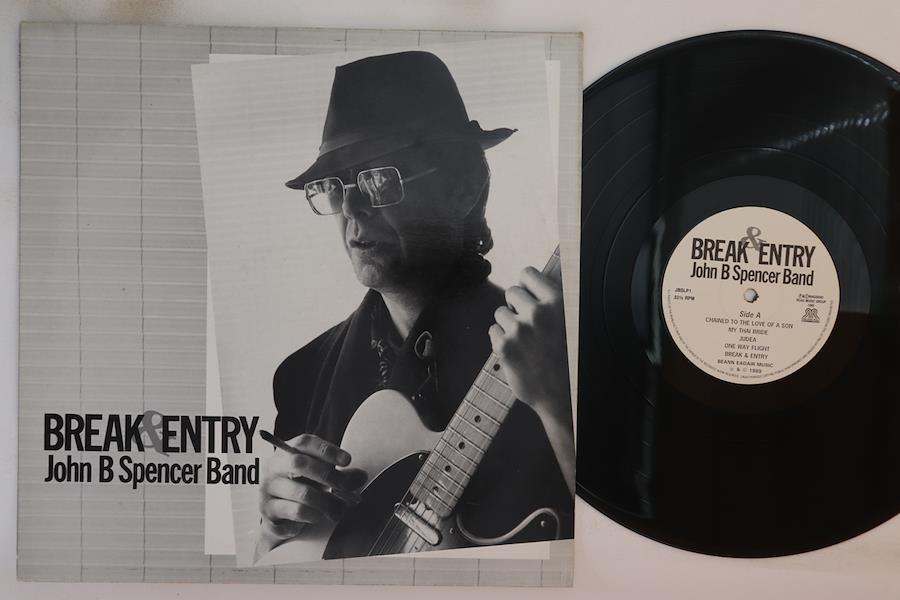 BREAK & ENTRY
John B Spencer Band
BREAK & ENTRY
John B Spencer Band
JBSLP1
33⅓ RPM
Side A
CHAINED TO THE LOVE OF A SON
MY THAI BRIDE
JUDEA
ONE WAY FLIGHT
BREAK & ENTRY
BEANN EADAIR MUSIC
℗ & © 1989